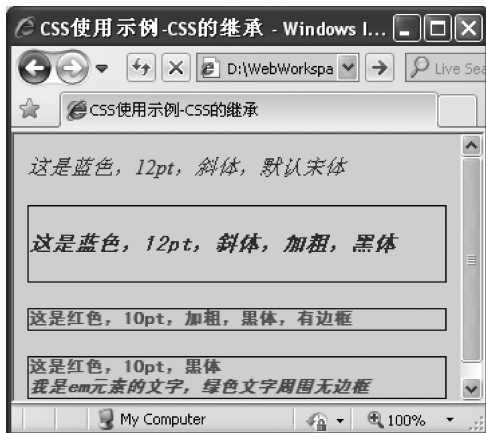 CSS使用示例-CSS的继承 - Windows I...
D:\WebWorkspa
Live Sea
CSS使用示例-CSS的继承
这是蓝色，12pt，斜体，默认宋体
这是蓝色，12pt，斜体，加粗，黑体
这是红色，10pt，加粗，黑体，有边框
这是红色，10pt，黑体
我是em元素的文字，绿色文字周围无边框
My Computer
100%